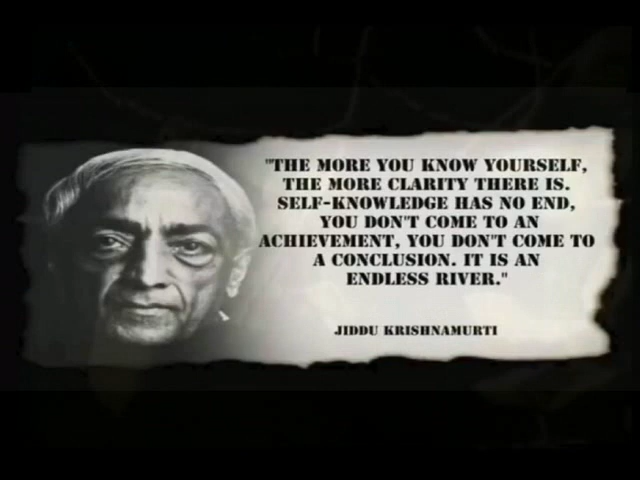 "THE MORE YOU KNOW YOURSELF,
THE MORE CLARITY THERE IS.
SELF-KNOWLEDGE HAS NO END,
YOU DON'T COME TO AN
ACHIEVEMENT, YOU DON'T COME TO
A CONCLUSION. IT IS AN
ENDLESS RIVER."
JIDDU KRISHNAMURTI